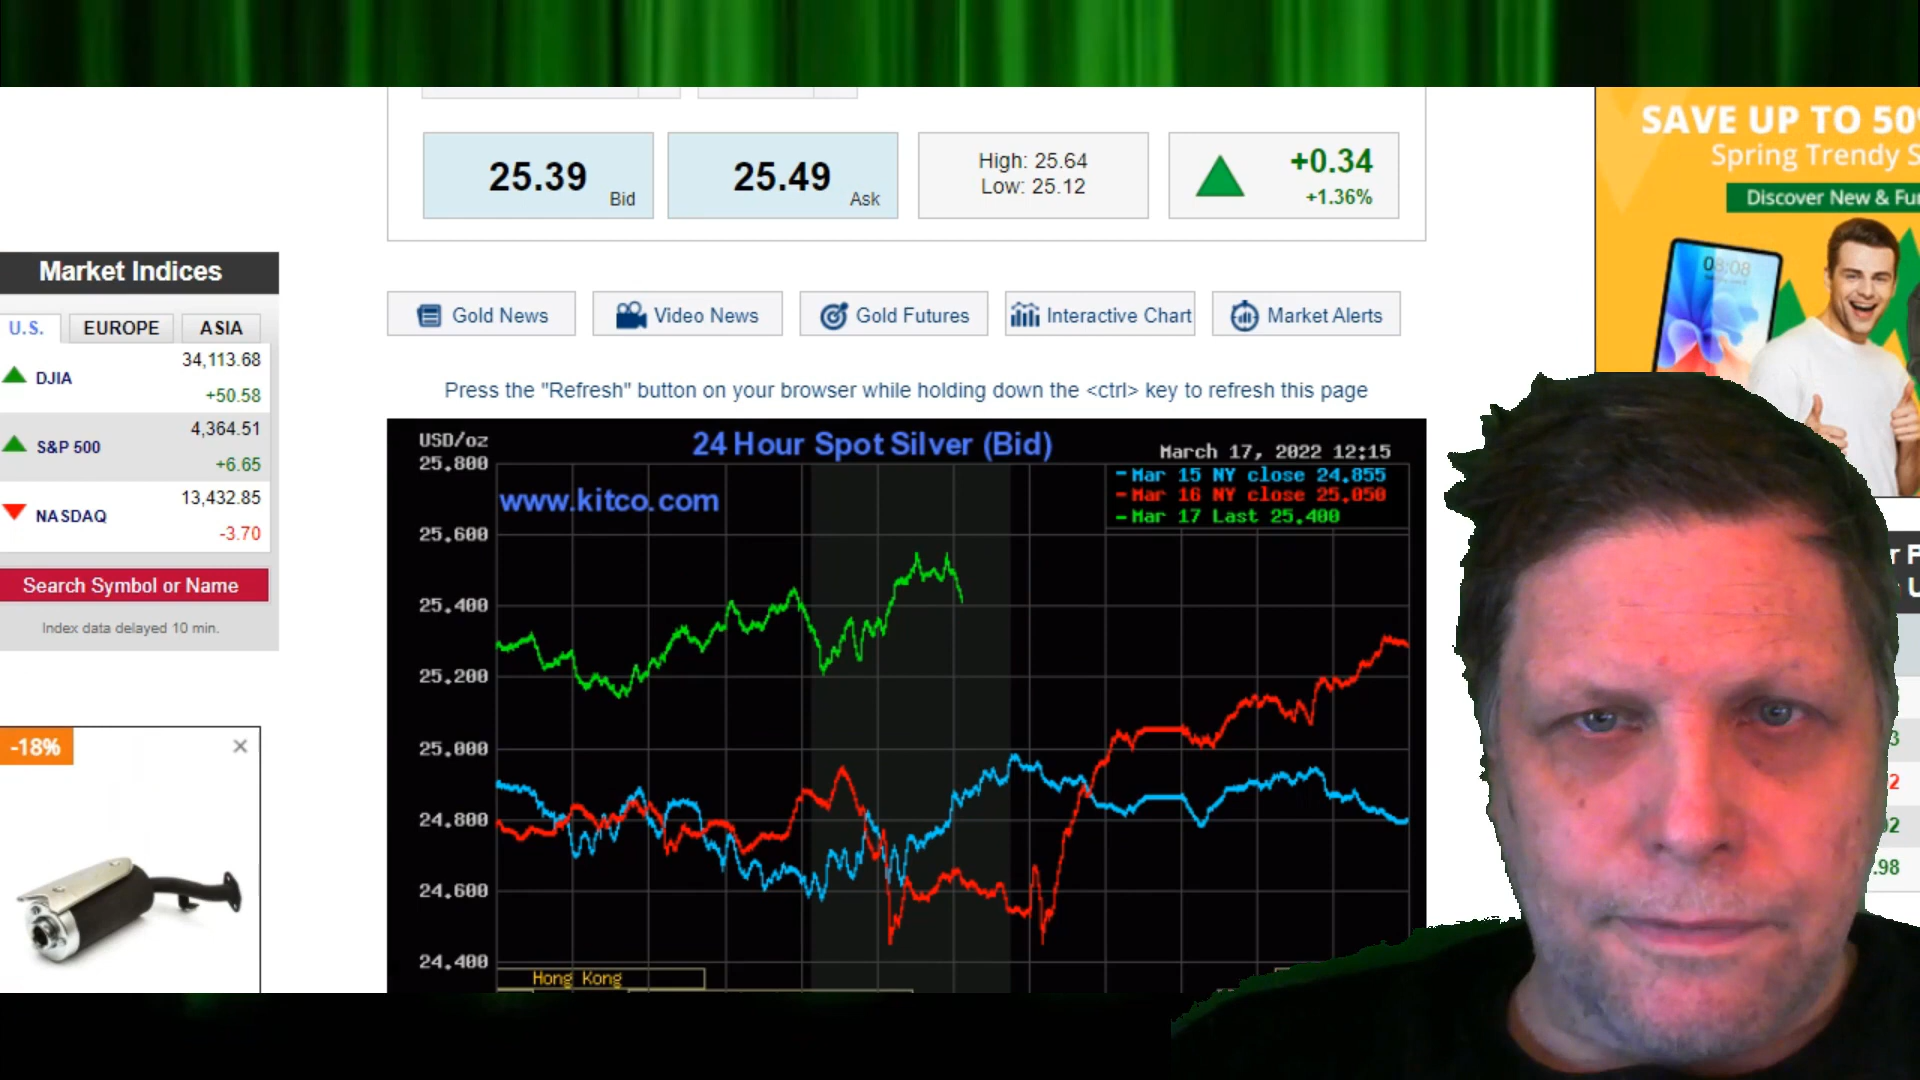 SAVE UP TO 50
Spring Trendy S
Discover New & Fu
08:08
25.39 Bid
25.49 Ask
High: 25.64
Low: 25.12
+0.34
+1.36%
Market Indices
U.S. EUROPE ASIA
34,113.68
DJIA
+50.58
4,364.51
S&P 500
+6.65
13,432.85
NASDAQ
-3.70
Search Symbol or Name
Index data delayed 10 min.
-18%
Gold News
Video News
Gold Futures
Interactive Chart
Market Alerts
Press the "Refresh" button on your browser while holding down the <ctrl> key to refresh this page
USD/oz
24 Hour Spot Silver (Bid)
March 17, 2022 12:15
www.kitco.com
Mar 15 NY close 24.855
Mar 16 NY close 25.050
Mar 17 Last 25.400
25.800
25.600
25.400
25.200
25.000
24.800
24.600
24.400
Hong Kong
r F
U
3
2
02
.98